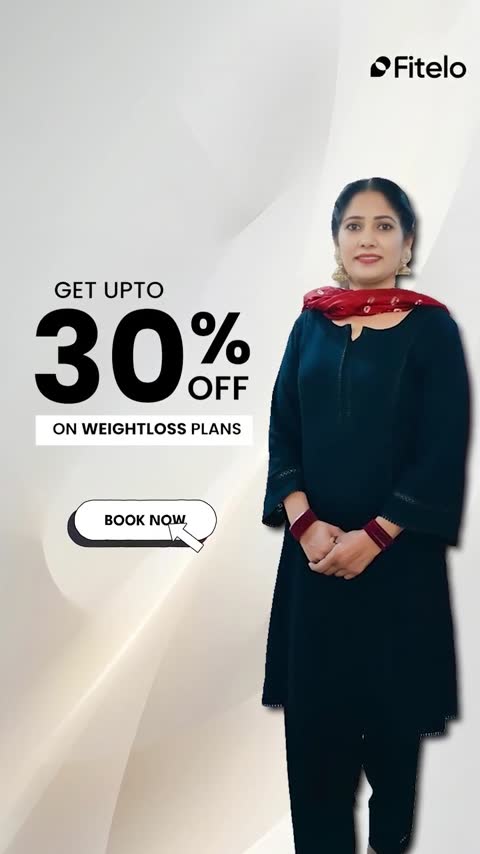 Fitelo
GET UPTO
30%
OFF
ON WEIGHTLOSS PLANS
BOOK NOW